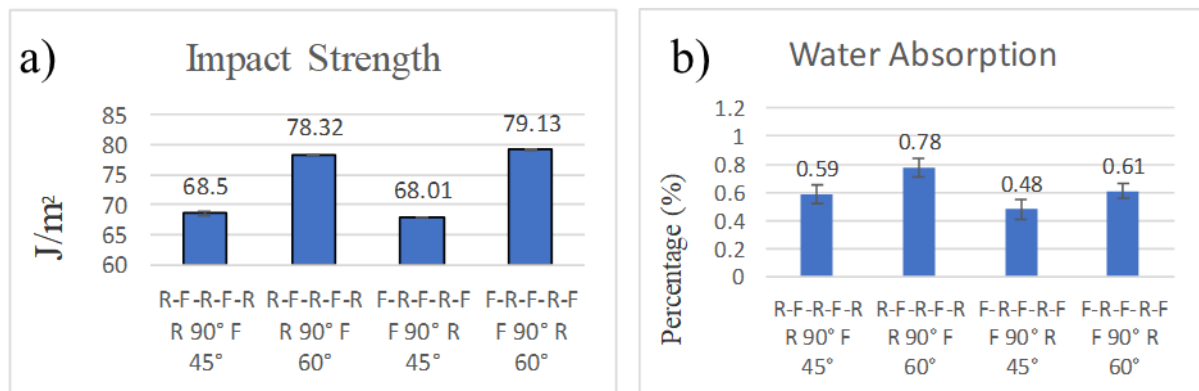 a) Impact Strength
J/m²
85
80
75
70
65
60
68.5
78.32
68.01
79.13
R-F-R-F-R
R 90° F
45°
R-F-R-F-R
R 90° F
60°
F-R-F-R-F
F 90° R
45°
F-R-F-R-F
F 90° R
60°
b) Water Absorption
Percentage (%)
1.2
1
0.8
0.6
0.4
0.2
0
0.59
0.78
0.48
0.61
R-F-R-F-R
R 90° F
45°
R-F-R-F-R
R 90° F
60°
F-R-F-R-F
F 90° R
45°
F-R-F-R-F
F 90° R
60°